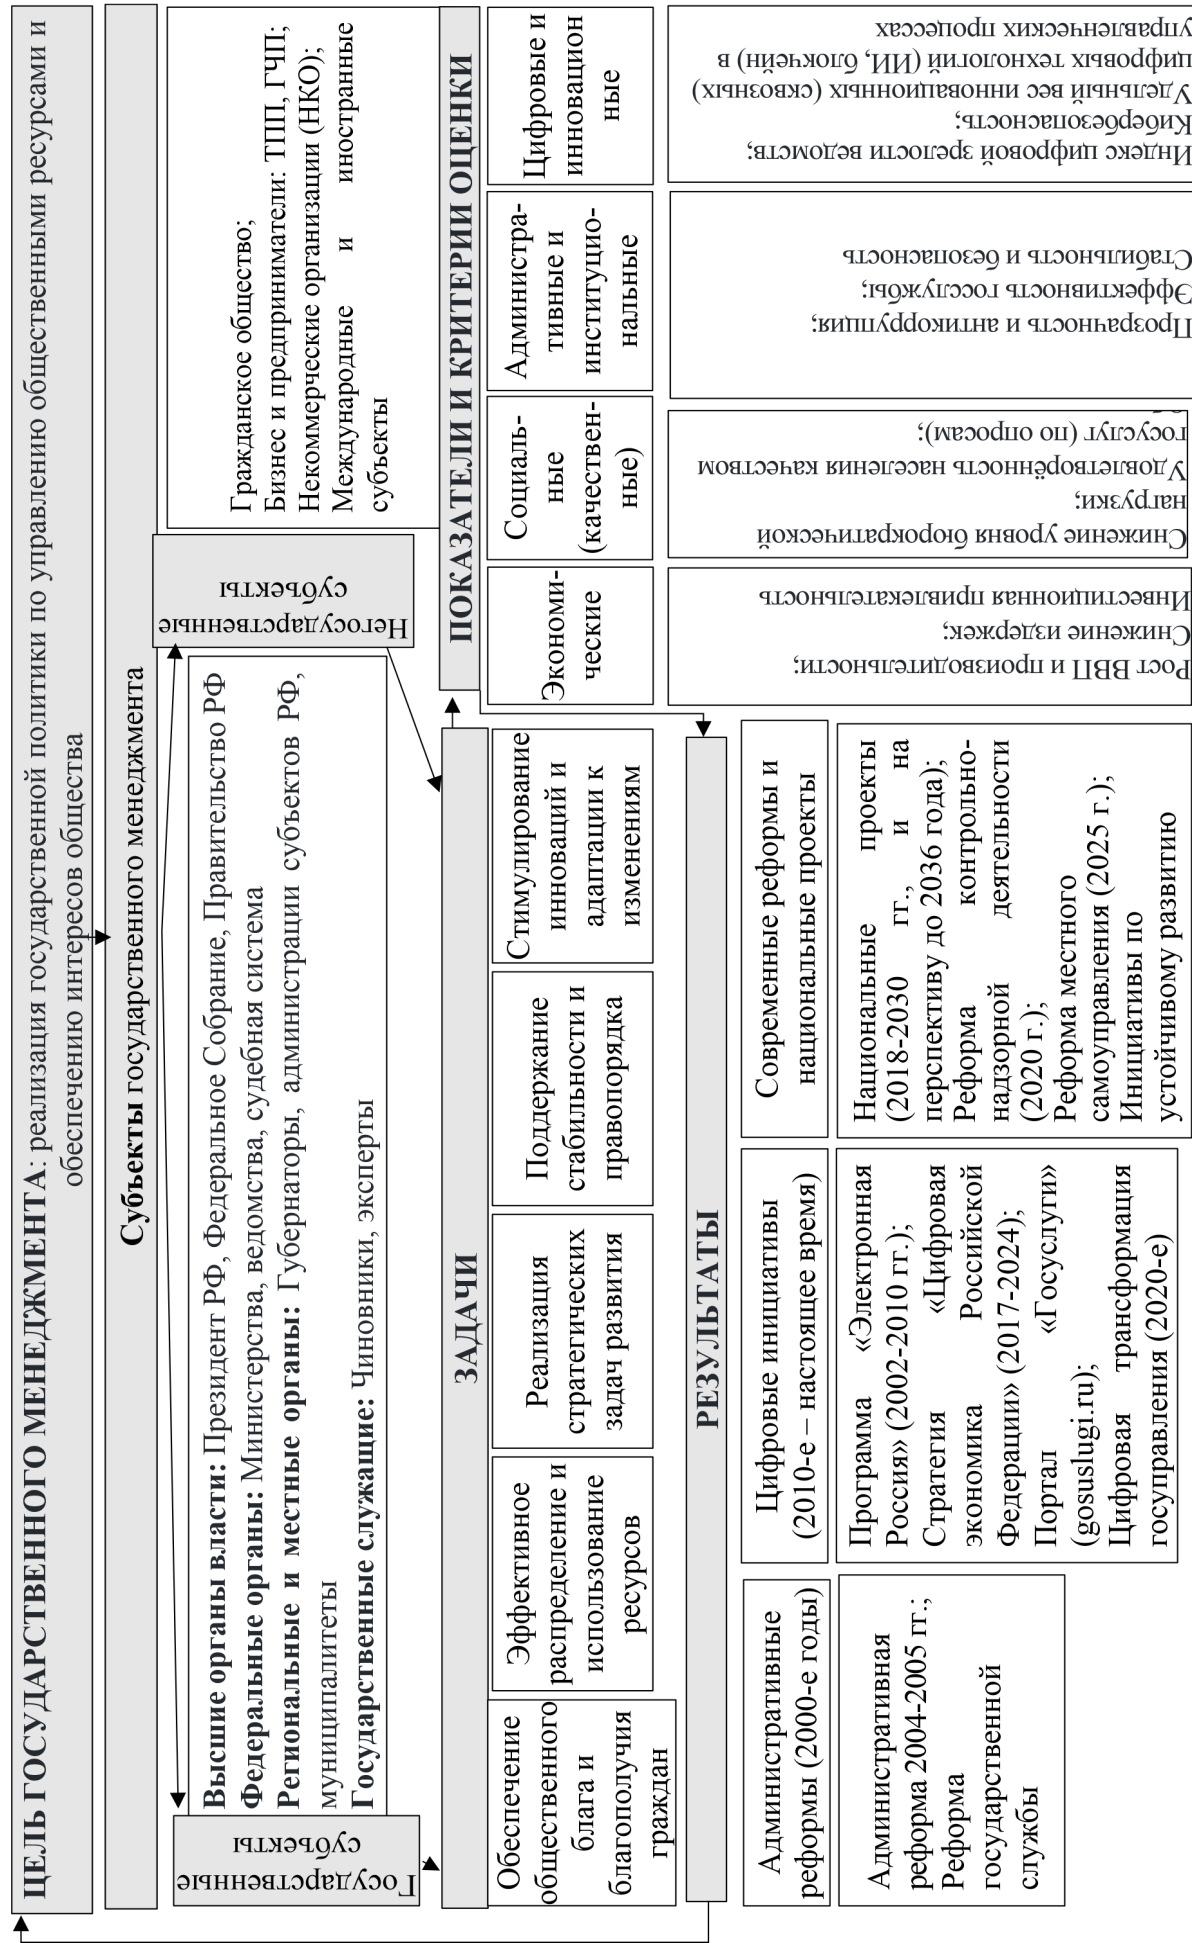 ЦЕЛЬ ГОСУДАРСТВЕННОГО МЕНЕДЖМЕНТА: реализация государственной политики по управлению общественными ресурсами и
обеспечению интересов общества
Субъекты государственного менеджмента
Государственные
субъекты
Высшие органы власти: Президент РФ, Федеральное Собрание, Правительство РФ
Федеральные органы: Министерства, ведомства, судебная система
Региональные и местные органы: Губернаторы, администрации субъектов РФ,
муниципалитеты
Государственные служащие: Чиновники, эксперты
Негосударственные
субъекты
Гражданское общество;
Бизнес и предприниматели: ТПП, ГЧП;
Некоммерческие организации (НКО);
Международные и иностранные
субъекты
ЗАДАЧИ
Обеспечение
общественного
блага и
благополучия
граждан
Эффективное
распределение и
использование
ресурсов
Реализация
стратегических
задач развития
Поддержание
стабильности и
правопорядка
Стимулирование
инноваций и
адаптации к
изменениям
ПОКАЗАТЕЛИ И КРИТЕРИИ ОЦЕНКИ
Экономи-
ческие
Социаль-
ные
(качествен-
ные)
Администра-
тивные и
институцио-
нальные
Цифровые и
инновацион
ные
Рост ВВП и производительности;
Снижение издержек;
Инвестиционная привлекательность
Снижение уровня бюрократической
нагрузки;
Удовлетворённость населения качеством
госуслуг (по опросам);
Прозрачность и антикоррупция;
Эффективность госслужбы;
Стабильность и безопасность
Индекс цифровой зрелости ведомств;
Кибербезопасность;
Удельный вес инновационных (сквозных)
цифровых технологий (ИИ, блокчейн) в
управленческих процессах
РЕЗУЛЬТАТЫ
Административные
реформы (2000-е годы)
Цифровые инициативы
(2010-е – настоящее время)
Современные реформы и
национальные проекты
Административная
реформа 2004-2005 гг.;
Реформа
государственной
службы
Программа «Электронная
Россия» (2002-2010 гг.);
Стратегия «Цифровая
экономика Российской
Федерации» (2017-2024);
Портал «Госуслуги»
(gosuslugi.ru);
Цифровая трансформация
госуправления (2020-е)
Национальные проекты
(2018-2030 гг., и на
перспективу до 2036 года);
Реформа контрольно-
надзорной деятельности
(2020 г.);
Реформа местного
самоуправления (2025 г.);
Инициативы по
устойчивому развитию